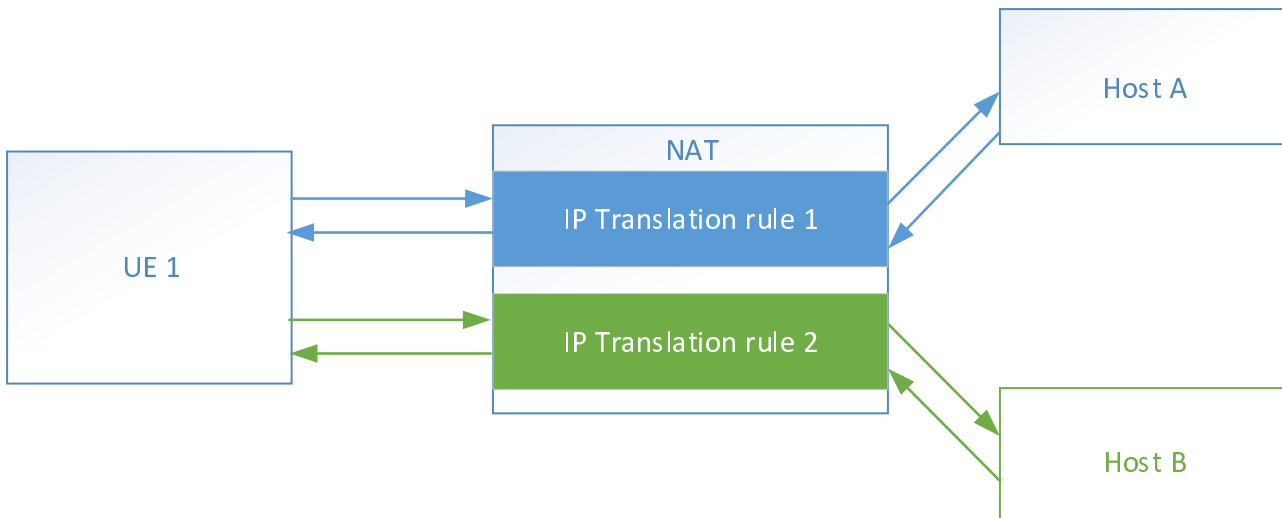 Host A
NAT
IP Translation rule 1
UE 1
IP Translation rule 2
Host B